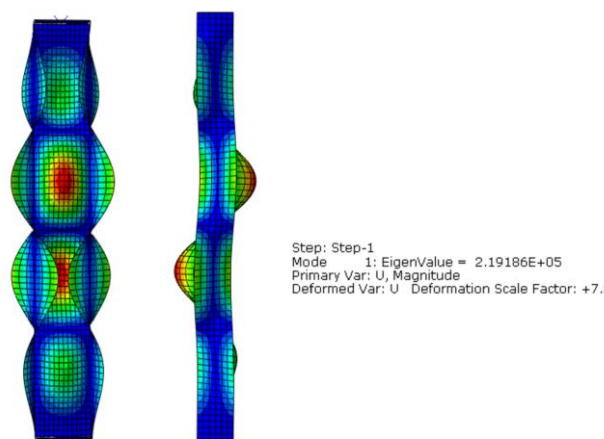 Step: Step-1
Mode 1: EigenValue = 2.19186E+05
Primary Var: U, Magnitude
Deformed Var: U Deformation Scale Factor: +7.